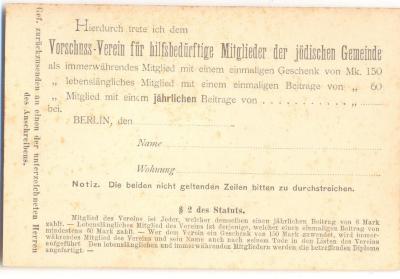 Hierdurch trete ich dem
Vorschuss-Verein für hilfsbedürftige Mitglieder der jüdischen Gemeinde
als immerwährendes Mitglied mit einem einmaligen Geschenk von Mk. 150
„ lebenslängliches Mitglied mit einem einmaligen Beitrage von „ 60
„ Mitglied mit einem jährlichen Beitrage von . . . . . . . . . . .
bei.
BERLIN, den
Name
Wohnung
Notiz. Die beiden nicht geltenden Zeilen bitten zu durchstreichen.
§ 2 des Statuts.
Mitglied des Vereins ist Jeder, welcher demselben einen jährlichen Beitrag von 6 Mark
zahlt. — Lebenslängliches Mitglied des Vereins ist derjenige, welcher einen einmaligen Beitrag von
mindestens 60 Mark zahlt. — Wer dem Verein ein Geschenk von 150 Mark zuwendet, wird immer-
währendes Mitglied des Vereins und sein Name auch nach seinem Tode in den Listen des Vereins
aufgeführt. Den lebenslänglichen und immerwährenden Mitgliedern werden die betreffenden Diplome
angefertigt. —
Gef. zurückzusenden an einen der unterzeichneten Herren
des Anschreibens.